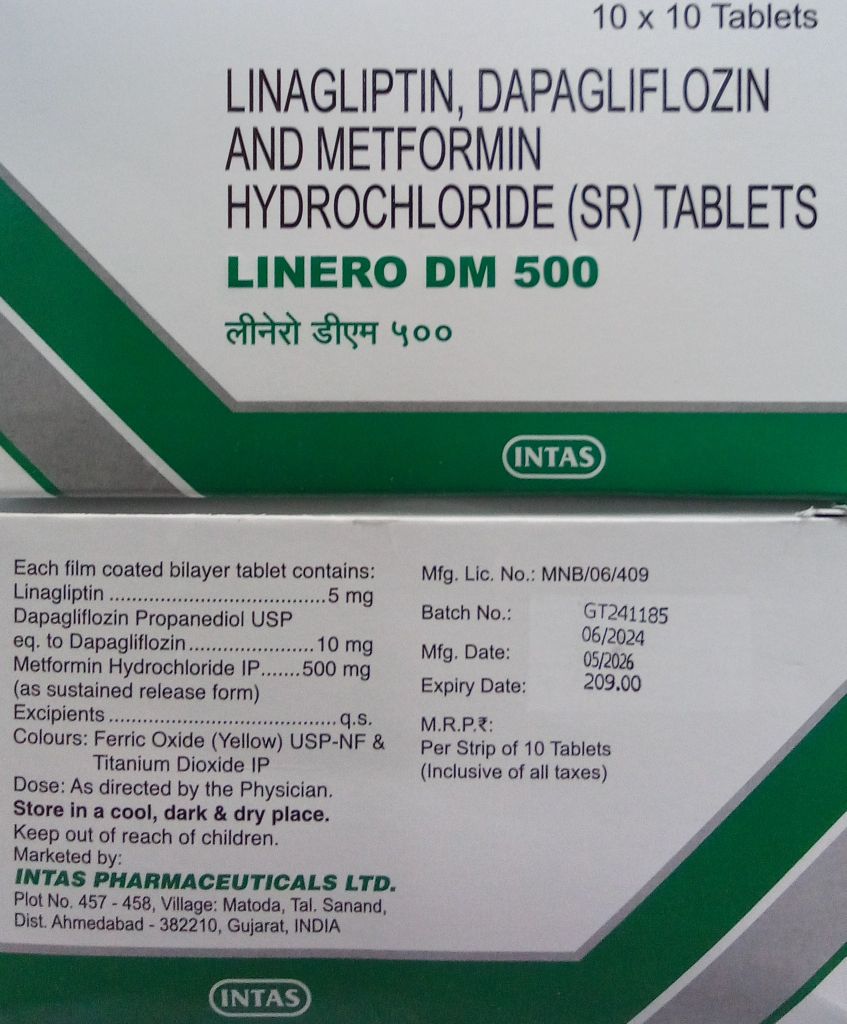 10 x 10 Tablets
LINAGLIPTIN, DAPAGLIFLOZIN
AND METFORMIN
HYDROCHLORIDE (SR) TABLETS
LINERO DM 500
लीनेरो डीएम ५००
INTAS
Each film coated bilayer tablet contains:
Linagliptin ....................................5 mg
Dapagliflozin Propanediol USP
eq. to Dapagliflozin.....................10 mg
Metformin Hydrochloride IP.......500 mg
(as sustained release form)
Excipients ...................................... q.s.
Colours: Ferric Oxide (Yellow) USP-NF &
Titanium Dioxide IP
Dose: As directed by the Physician.
Store in a cool, dark & dry place.
Keep out of reach of children.
Marketed by:
INTAS PHARMACEUTICALS LTD.
Plot No. 457 - 458, Village: Matoda, Tal. Sanand,
Dist. Ahmedabad - 382210, Gujarat, INDIA
Mfg. Lic. No.: MNB/06/409
Batch No.: GT241185
Mfg. Date: 06/2024
Expiry Date: 05/2026
209.00
M.R.P.₹:
Per Strip of 10 Tablets
(Inclusive of all taxes)
INTAS